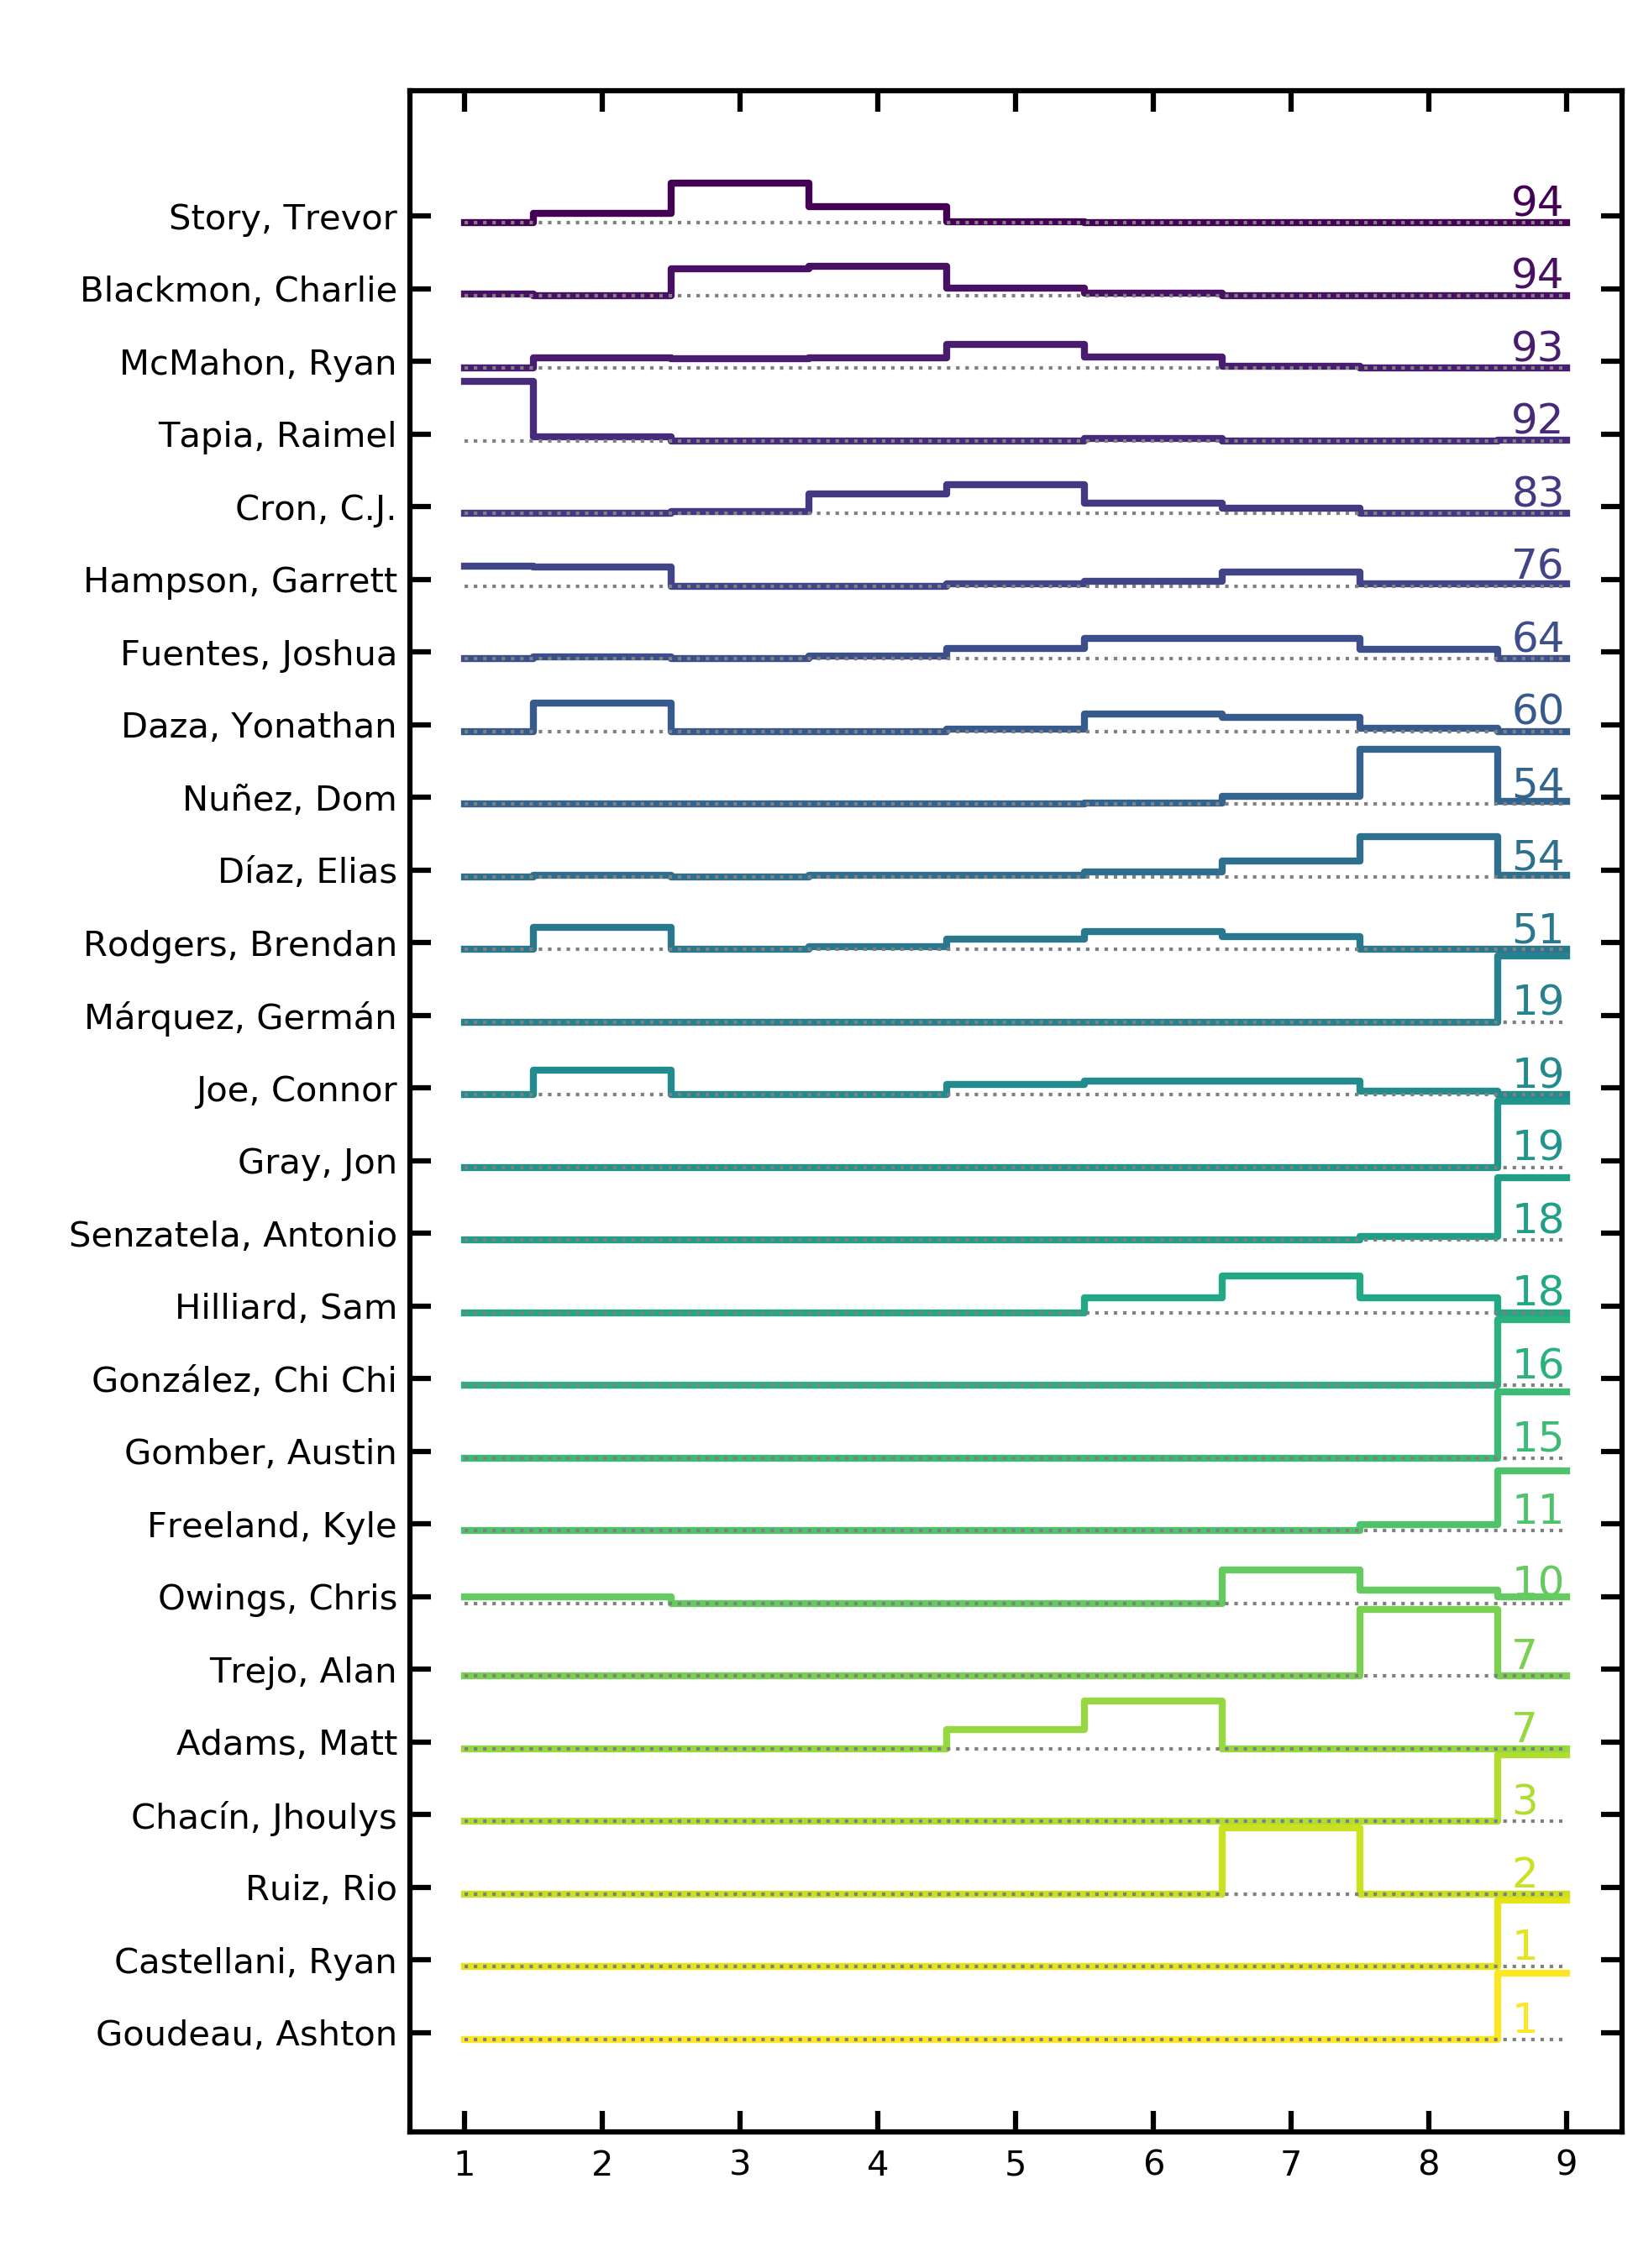 Story, Trevor 94
Blackmon, Charlie 94
McMahon, Ryan 93
Tapia, Raimel 92
Cron, C.J. 83
Hampson, Garrett 76
Fuentes, Joshua 64
Daza, Yonathan 60
Nuñez, Dom 54
Díaz, Elias 54
Rodgers, Brendan 51
Márquez, Germán 19
Joe, Connor 19
Gray, Jon 19
Senzatela, Antonio 18
Hilliard, Sam 18
González, Chi Chi 16
Gomber, Austin 15
Freeland, Kyle 11
Owings, Chris 10
Trejo, Alan 7
Adams, Matt 7
Chacín, Jhoulys 3
Ruiz, Rio 2
Castellani, Ryan 1
Goudeau, Ashton 1
1 2 3 4 5 6 7 8 9